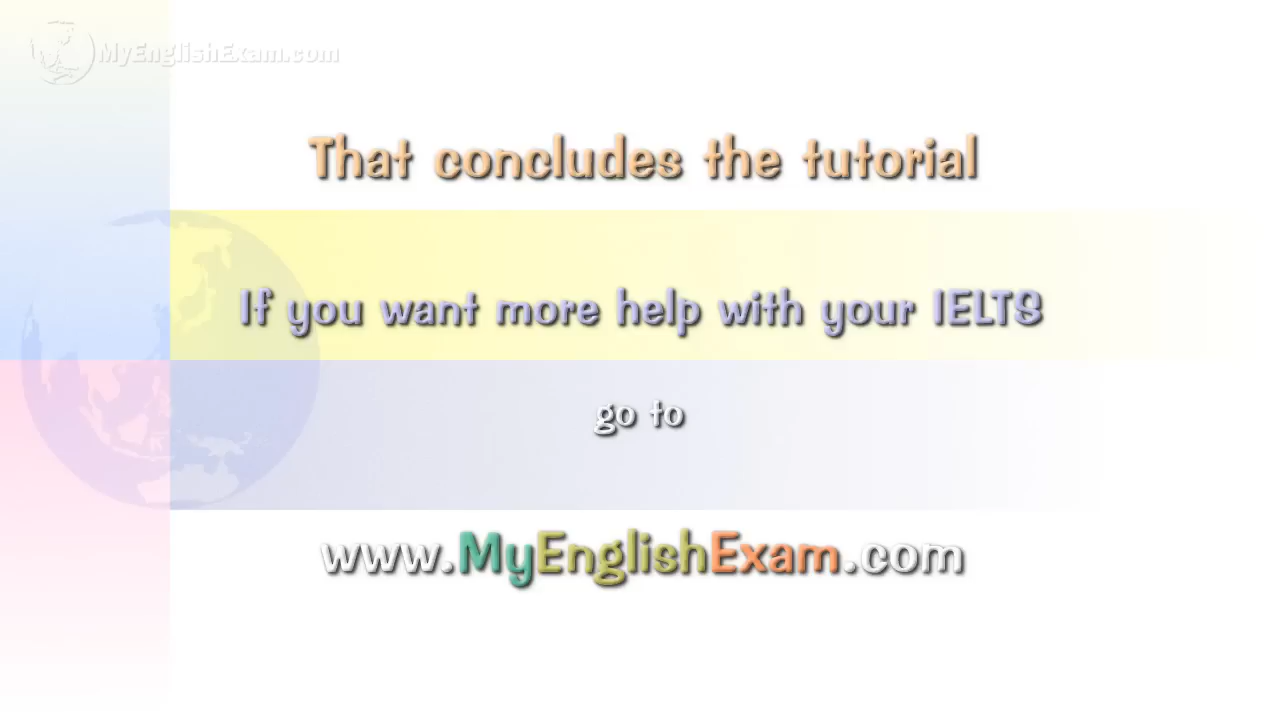 MyEnglishExam.com
That concludes the tutorial
If you want more help with your IELTS
go to
www.MyEnglishExam.com